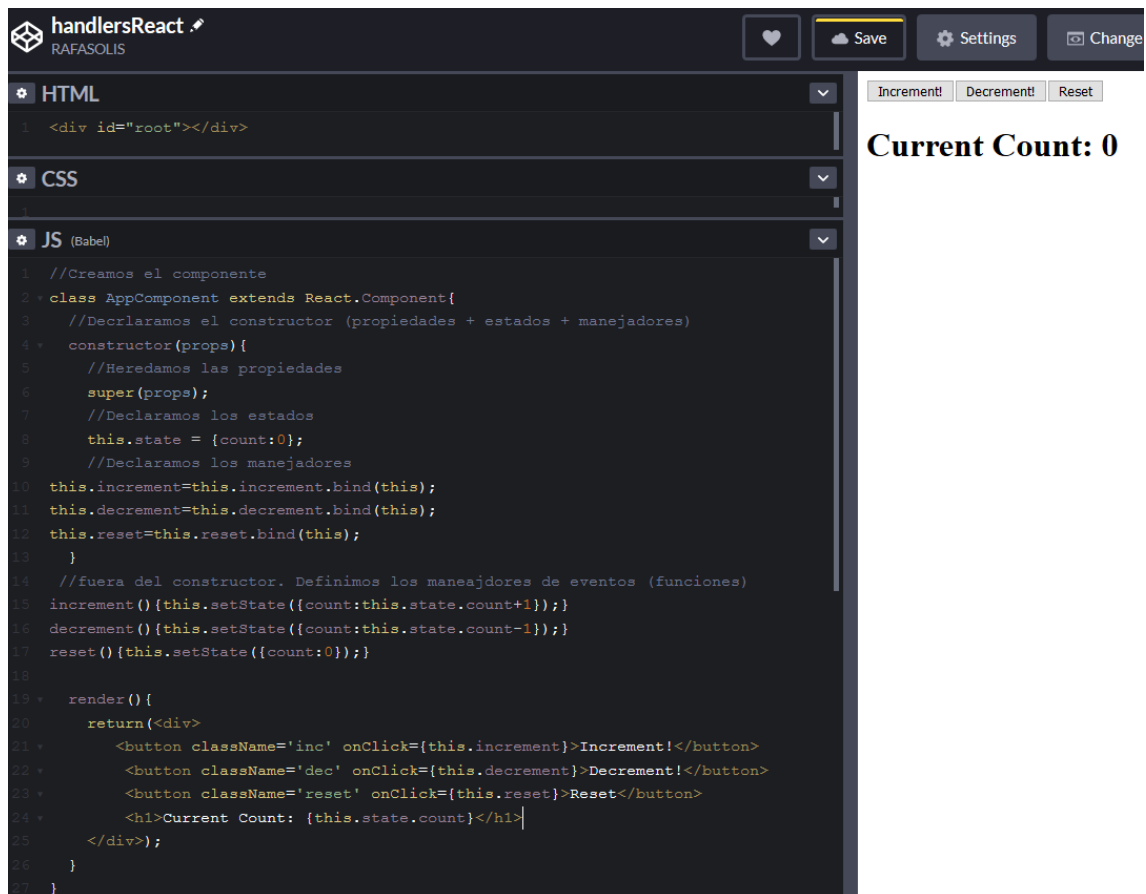 handlersReact
RAFASOLIS
Save
Settings
Change
HTML
1 <div id="root"></div>
CSS
1
JS (Babel)
1 //Creamos el componente
2 class AppComponent extends React.Component{
3 //Decrlaramos el constructor (propiedades + estados + manejadores)
4 constructor(props){
5 //Heredamos las propiedades
6 super(props);
7 //Declaramos los estados
8 this.state = {count:0};
9 //Declaramos los manejadores
10 this.increment=this.increment.bind(this);
11 this.decrement=this.decrement.bind(this);
12 this.reset=this.reset.bind(this);
13 }
14 //fuera del constructor. Definimos los maneajdores de eventos (funciones)
15 increment(){this.setState({count:this.state.count+1});}
16 decrement(){this.setState({count:this.state.count-1});}
17 reset(){this.setState({count:0});}
18
19 render(){
20 return(<div>
21 <button className='inc' onClick={this.increment}>Increment!</button>
22 <button className='dec' onClick={this.decrement}>Decrement!</button>
23 <button className='reset' onClick={this.reset}>Reset</button>
24 <h1>Current Count: {this.state.count}</h1>
25 </div>);
26 }
27 }
Increment! Decrement! Reset
Current Count: 0